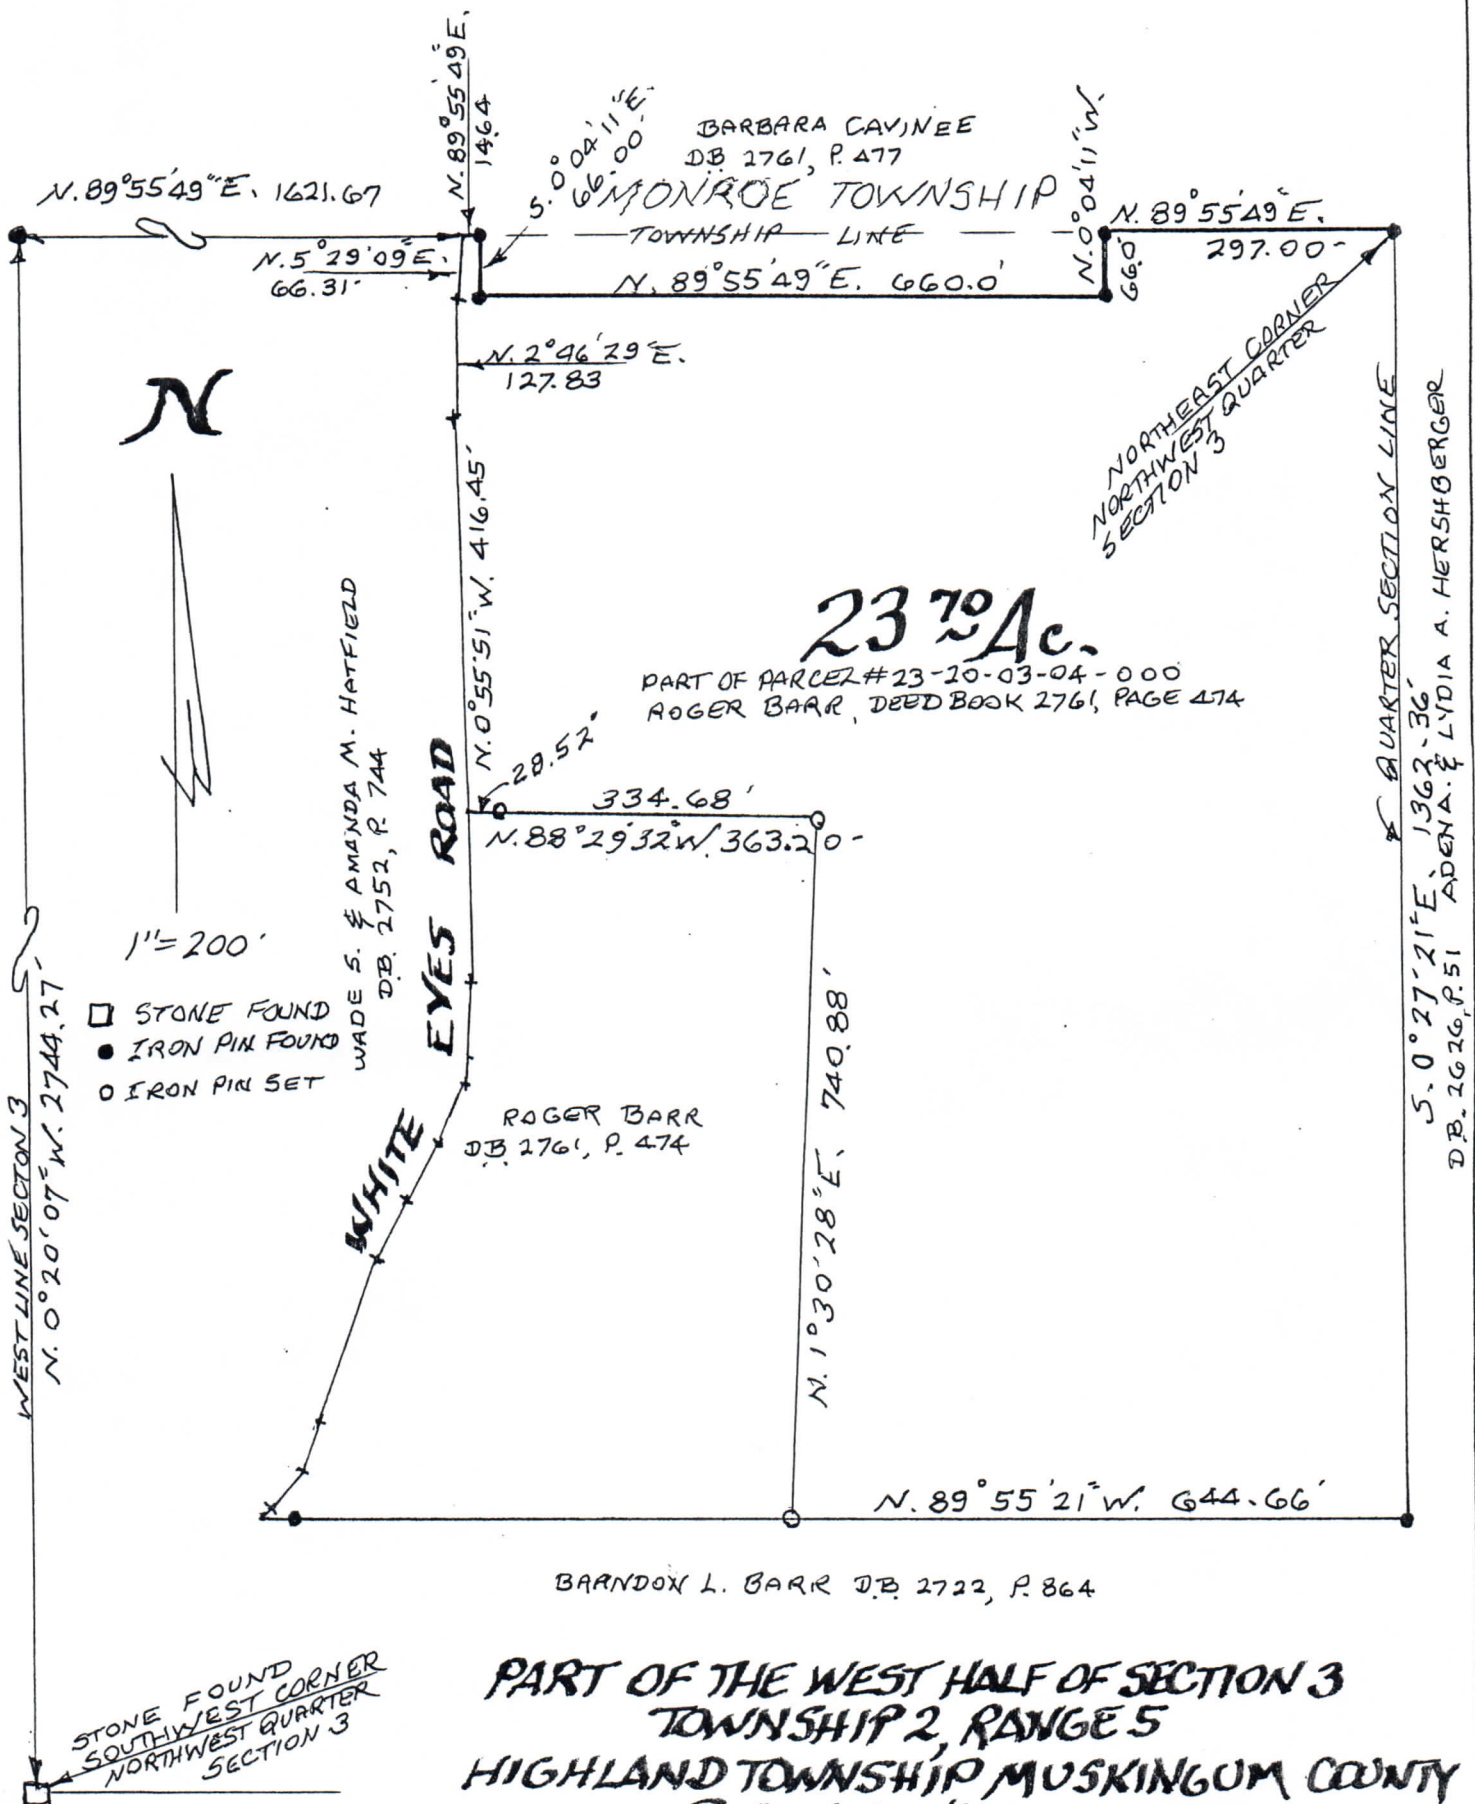 N. 89°55'49"E.
14.64
S. 0°04'11"E.
66.00'
BARBARA CAVINEE
D.B. 2761, P. 477
N. 89°55'49"E. 1621.67
MONROE TOWNSHIP
TOWNSHIP LINE
N. 0°04'11"W.
66.0'
N. 89°55'49"E.
297.00-
N. 5°29'09"E.
66.31'
N. 89°55'49"E. 660.0'
N. 2°46'29"E.
127.83
NORTHEAST CORNER
NORTHWEST QUARTER
SECTION 3
N
N. 0°55'51"W. 416.45'
23 70 Ac.
PART OF PARCEL #23-20-03-04-000
ROGER BARR, DEED BOOK 2761, PAGE 474
28.52'
334.68'
N. 88°29'32"W. 363.20-
WADE S. & AMANDA M. HATFIELD
D.B. 2752, P. 744
WHITE EYES ROAD
1"=200'
STONE FOUND
IRON PIN FOUND
IRON PIN SET
QUARTER SECTION LINE
S. 0°27'21"E. 1362.36'
ADEN A. & LYDIA A. HERSHBERGER
D.B. 2626, P. 51
WEST LINE SECTON 3
N. 0°20'07"W. 2744.27'
ROGER BARR
D.B. 2761, P. 474
N. 1°30'28"E. 740.88'
N. 89°55'21"W. 644.66'
BARNDON L. BARR D.B. 2722, P. 864
STONE FOUND
SOUTHWEST CORNER
NORTHWEST QUARTER
SECTION 3
PART OF THE WEST HALF OF SECTION 3
TOWNSHIP 2, RANGE 5
HIGHLAND TOWNSHIP, MUSKINGUM COUNTY